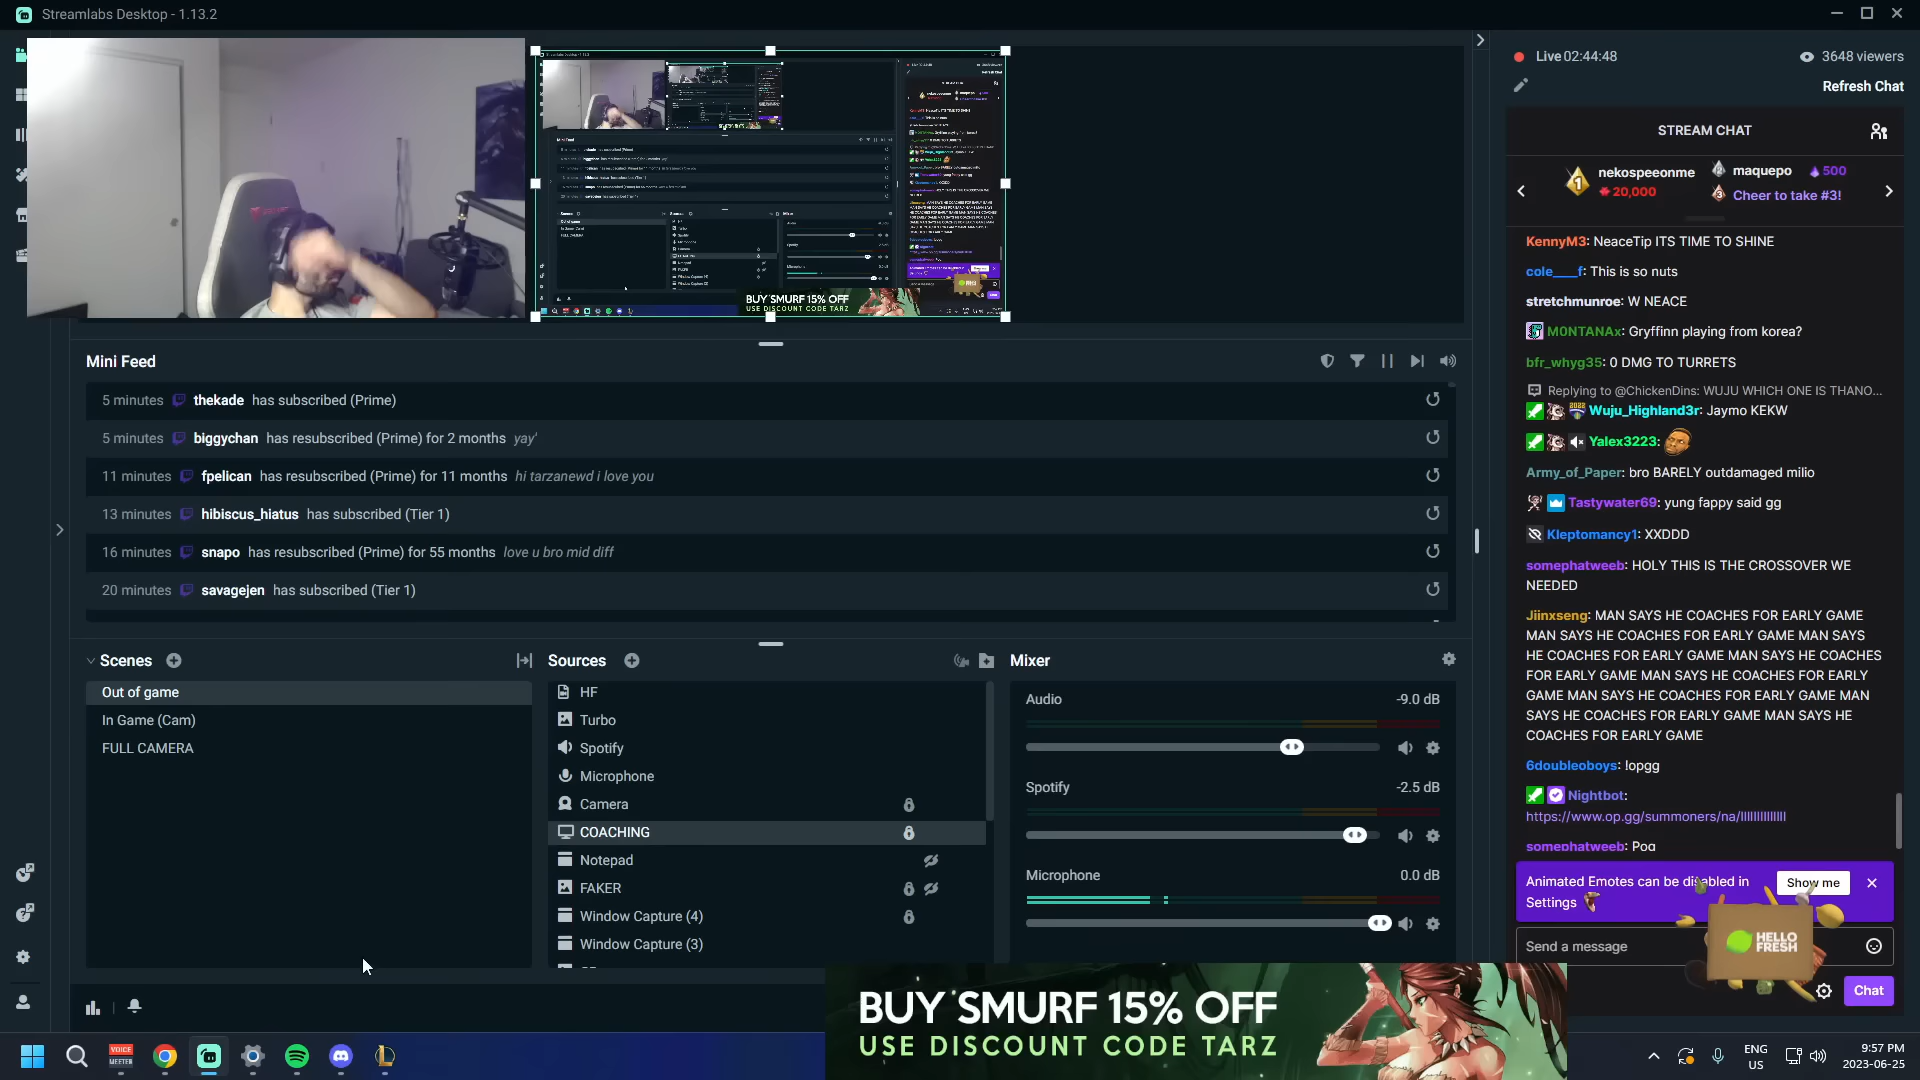 Streamlabs Desktop - 1.13.2
Live 02:44:48
3648 viewers
Refresh Chat
STREAM CHAT
1 nekospeeonme 20,000
2 maquepo 500
3 Cheer to take #3!
KennyM3: NeaceTip ITS TIME TO SHINE
cole____f: This is so nuts
stretchmunroe: W NEACE
M0NTANAx: Gryffinn playing from korea?
bfr_whyg35: 0 DMG TO TURRETS
Replying to @ChickenDins: WUJU WHICH ONE IS THANO...
Wuju_Highland3r: Jaymo KEKW
Yalex3223:
Army_of_Paper: bro BARELY outdamaged milio
Tastywater69: yung fappy said gg
Kleptomancy1: XXDDD
somephatweeb: HOLY THIS IS THE CROSSOVER WE
NEEDED
Jiinxseng: MAN SAYS HE COACHES FOR EARLY GAME
MAN SAYS HE COACHES FOR EARLY GAME MAN SAYS
HE COACHES FOR EARLY GAME MAN SAYS HE COACHES
FOR EARLY GAME MAN SAYS HE COACHES FOR EARLY
GAME MAN SAYS HE COACHES FOR EARLY GAME MAN
SAYS HE COACHES FOR EARLY GAME MAN SAYS HE
COACHES FOR EARLY GAME
6doubleoboys: !opgg
Nightbot:
somephatweeb: Pog
Animated Emotes can be disabled in
Settings
Show me
HELLO
FRESH
Send a message
Chat
Mini Feed
5 minutes thekade has subscribed (Prime)
5 minutes biggychan has resubscribed (Prime) for 2 months yay'
11 minutes fpelican has resubscribed (Prime) for 11 months hi tarzanewd i love you
13 minutes hibiscus_hiatus has subscribed (Tier 1)
16 minutes snapo has resubscribed (Prime) for 55 months love u bro mid diff
20 minutes savagejen has subscribed (Tier 1)
Scenes
Out of game
In Game (Cam)
FULL CAMERA
Sources
HF
Turbo
Spotify
Microphone
Camera
COACHING
Notepad
FAKER
Window Capture (4)
Window Capture (3)
Mixer
Audio -9.0 dB
Spotify -2.5 dB
Microphone 0.0 dB
BUY SMURF 15% OFF
USE DISCOUNT CODE TARZ
VOICE
MEETER
ENG
US
9:57 PM
2023-06-25